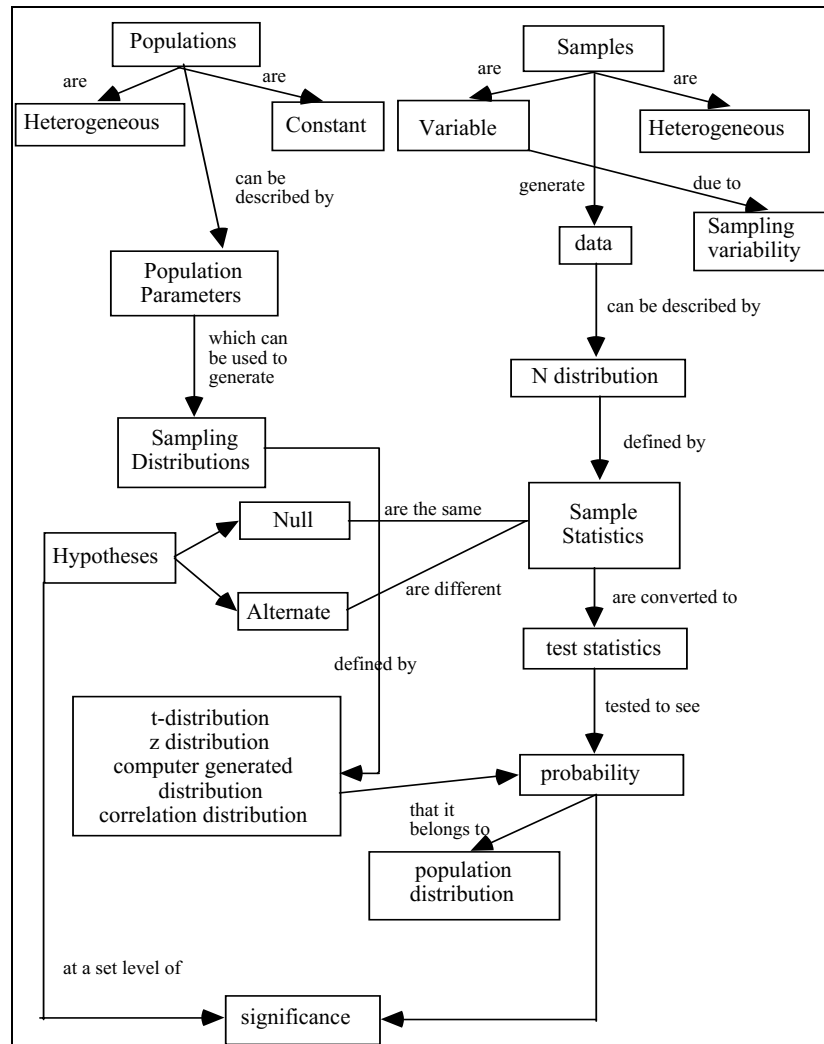 Populations
Samples
are
are
are
are
Heterogeneous
Constant
Variable
Heterogeneous
can be
described by
generate
due to
data
Sampling
variability
Population
Parameters
can be described by
which can
be used to
generate
N distribution
Sampling
Distributions
defined by
Null
are the same
Sample
Statistics
Hypotheses
Alternate
are different
are converted to
test statistics
defined by
tested to see
t-distribution
z distribution
computer generated
distribution
correlation distribution
probability
that it
belongs to
population
distribution
at a set level of
significance